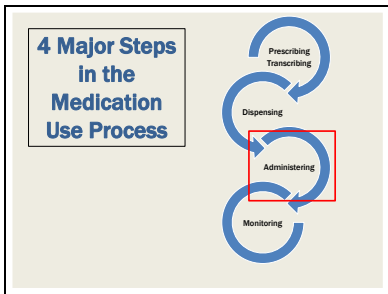 4 Major Steps
in the
Medication
Use Process
Prescribing
Transcribing
Dispensing
Administering
Monitoring